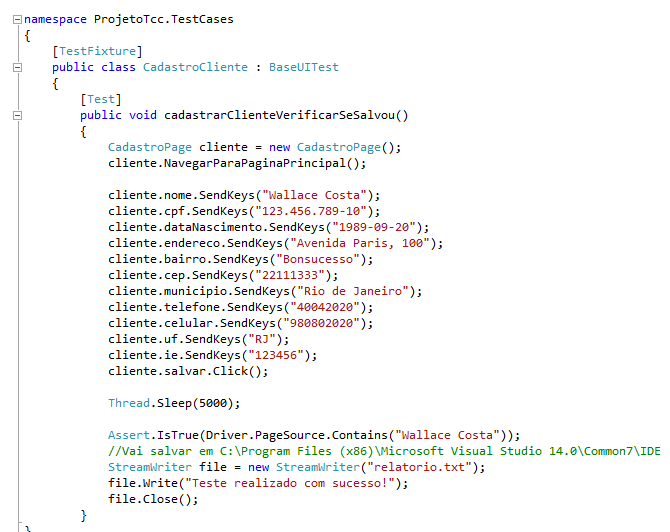 namespace ProjetoTcc.TestCases
{
[TestFixture]
public class CadastroCliente : BaseUITest
{
[Test]
public void cadastrarClienteVerificarSeSalvou()
{
CadastroPage cliente = new CadastroPage();
cliente.NavegarParaPaginaPrincipal();
cliente.nome.SendKeys("Wallace Costa");
cliente.cpf.SendKeys("123.456.789-10");
cliente.dataNascimento.SendKeys("1989-09-20");
cliente.endereco.SendKeys("Avenida Paris, 100");
cliente.bairro.SendKeys("Bonsucesso");
cliente.cep.SendKeys("22111333");
cliente.municipio.SendKeys("Rio de Janeiro");
cliente.telefone.SendKeys("40042020");
cliente.celular.SendKeys("980802020");
cliente.uf.SendKeys("RJ");
cliente.ie.SendKeys("123456");
cliente.salvar.Click();
Thread.Sleep(5000);
Assert.IsTrue(Driver.PageSource.Contains("Wallace Costa"));
//Vai salvar em C:\Program Files (x86)\Microsoft Visual Studio 14.0\Common7\IDE
StreamWriter file = new StreamWriter("relatorio.txt");
file.Write("Teste realizado com sucesso!");
file.Close();
}
}